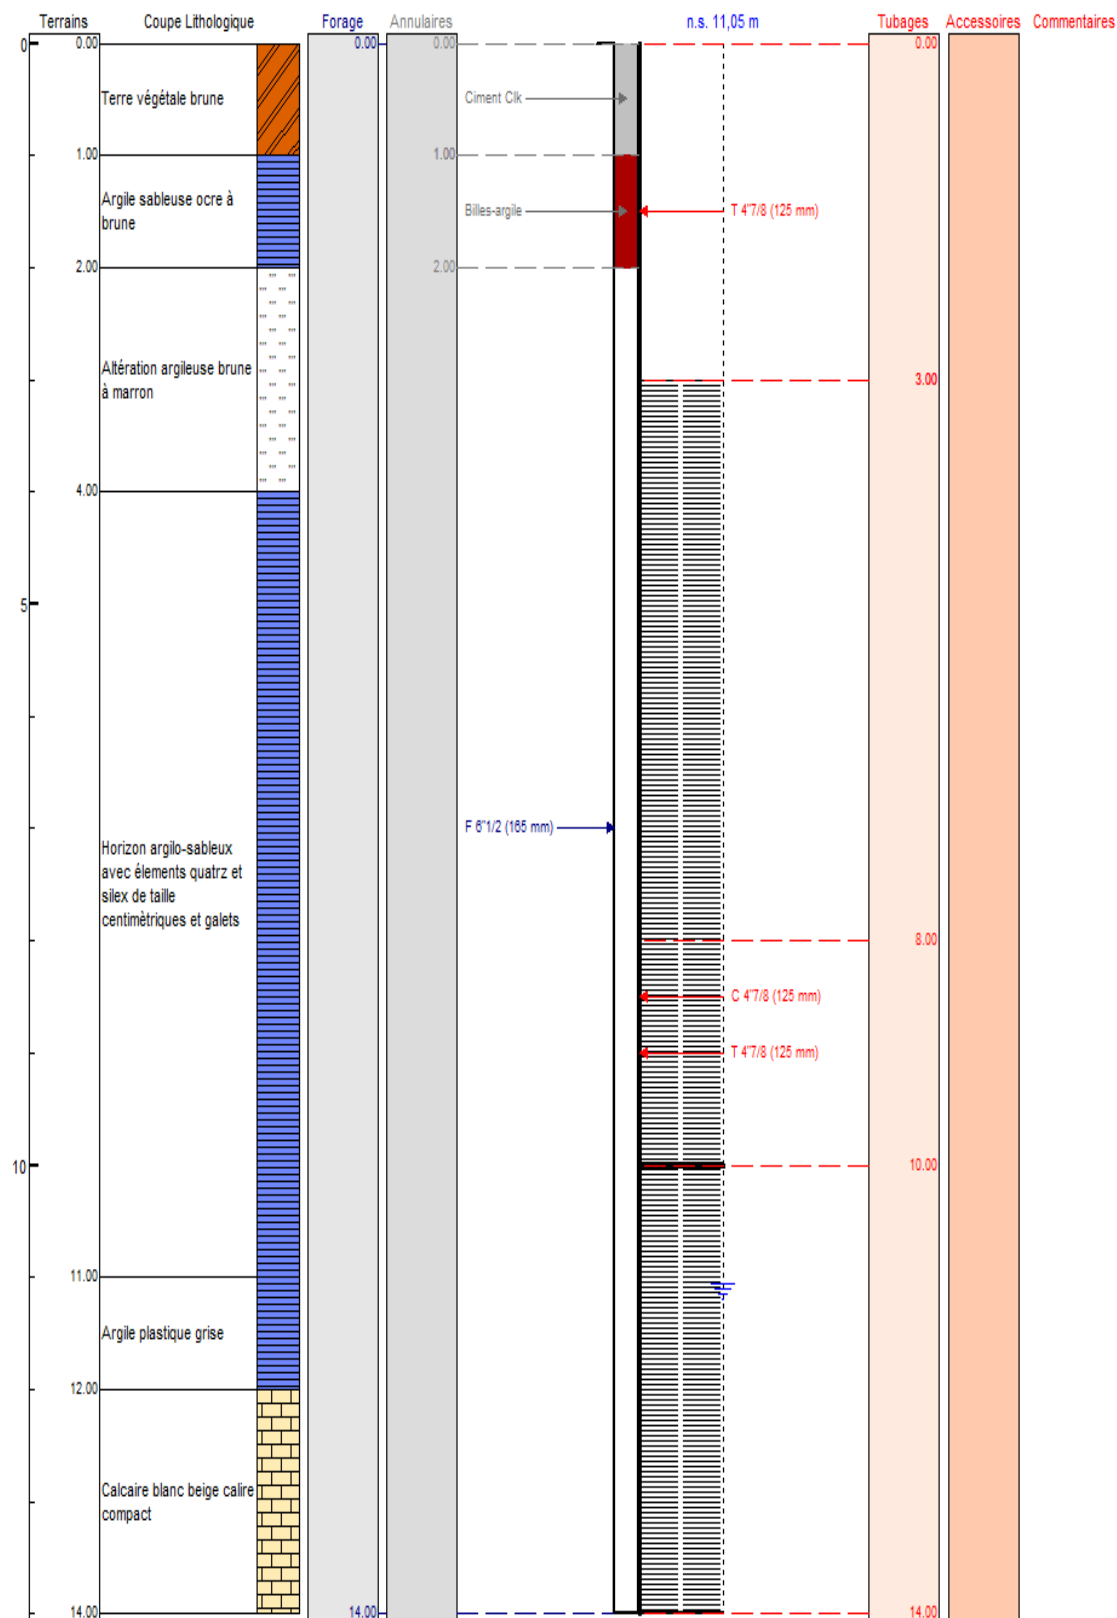 Terrains Coupe Lithologique Forage Annulaires n.s. 11,05 m Tubages Accessoires Commentaires
0 0.00 0.00 0.00 0.00
Terre végétale brune Ciment Clk
1.00 1.00
Argile sableuse ocre à
brune
Billes-argile T 4"7/8 (125 mm)
2.00 2.00
Altération argileuse brune
à marron
3.00
4.00
5
F 6"1/2 (165 mm)
Horizon argilo-sableux
avec élements quatrz et
silex de taille
centimètriques et galets
8.00
C 4"7/8 (125 mm)
T 4"7/8 (125 mm)
10 10.00
11.00
Argile plastique grise
12.00
Calcaire blanc beige calire
compact
14.00 14.00 14.00